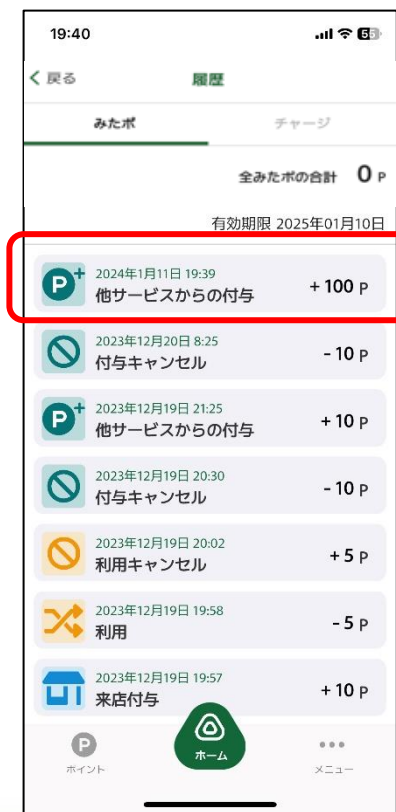 19:40
55
戻る
履歴
みたポ
チャージ
全みたポの合計 0 P
有効期限 2025年01月10日
P+
2024年1月11日 19:39
他サービスからの付与
+ 100 P
2023年12月20日 8:25
付与キャンセル
- 10 P
P+
2023年12月19日 21:25
他サービスからの付与
+ 10 P
2023年12月19日 20:30
付与キャンセル
- 10 P
2023年12月19日 20:02
利用キャンセル
+ 5 P
2023年12月19日 19:58
利用
- 5 P
2023年12月19日 19:57
来店付与
+ 10 P
P
ポイント
ホーム
メニュー